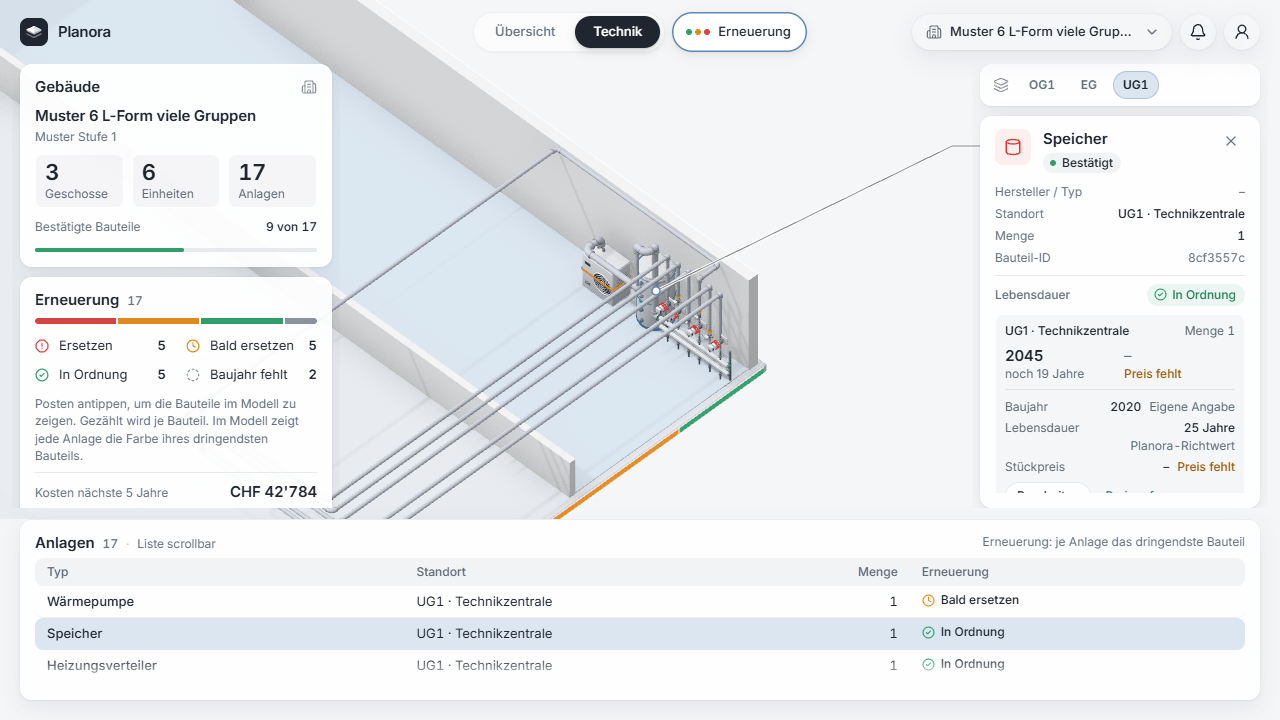 Planora
Übersicht
Technik
Erneuerung
Muster 6 L-Form viele Grup...
Gebäude
Muster 6 L-Form viele Gruppen
Muster Stufe 1
3 6 17
Geschosse Einheiten Anlagen
Bestätigte Bauteile 9 von 17
Erneuerung 17
Ersetzen 5 Bald ersetzen 5
In Ordnung 5 Baujahr fehlt 2
Posten antippen, um die Bauteile im Modell zu
zeigen. Gezählt wird je Bauteil. Im Modell zeigt
jede Anlage die Farbe ihres dringendsten
Bauteils.
Kosten nächste 5 Jahre CHF 42'784
OG1 EG UG1
Speicher
Bestätigt
Hersteller / Typ –
Standort UG1 · Technikzentrale
Menge 1
Bauteil-ID 8cf3557c
Lebensdauer In Ordnung
UG1 · Technikzentrale Menge 1
2045 –
noch 19 Jahre Preis fehlt
Baujahr 2020 Eigene Angabe
Lebensdauer 25 Jahre
Planora-Richtwert
Stückpreis – Preis fehlt
Anlagen 17 · Liste scrollbar
Erneuerung: je Anlage das dringendste Bauteil
Typ Standort Menge Erneuerung
Wärmepumpe UG1 · Technikzentrale 1 Bald ersetzen
Speicher UG1 · Technikzentrale 1 In Ordnung
Heizungsverteiler UG1 · Technikzentrale 1 In Ordnung